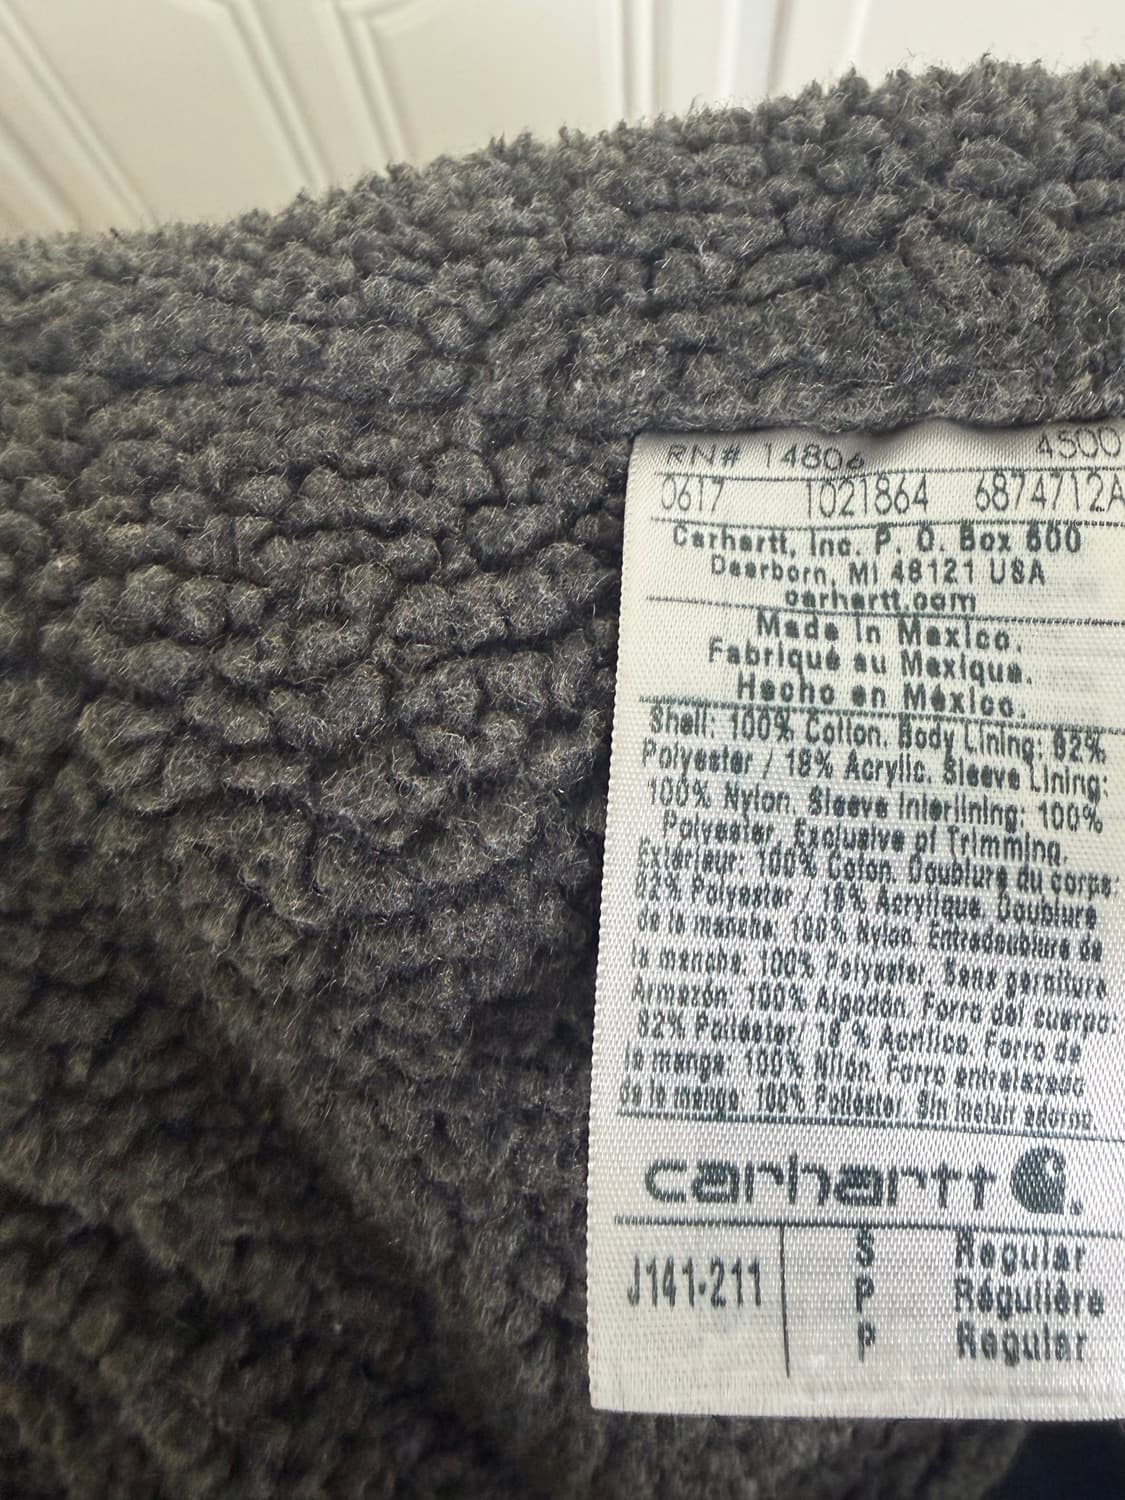 RN# 14806 4500
0617 1021864 6874712A
Carhartt, Inc. P. O. Box 600
Dearborn, MI 48121 USA
carhartt.com
Made in Mexico.
Fabriqué au Mexique.
Hecho en México.
Shell: 100% Cotton. Body Lining: 82%
Polyester / 18% Acrylic. Sleeve Lining:
100% Nylon. Sleeve Interlining: 100%
Polyester. Exclusive of Trimming.
Extérieur: 100% Coton. Doublure du corps:
82% Polyester / 18% Acrylique. Doublure
de la manche: 100% Nylon. Entredoublure de
la manche: 100% Polyester. Sans garniture
Armazón: 100% Algodón. Forro del cuerpo:
82% Poliéster/ 18 % Acrílico. Forro de
la manga: 100% Nilon. Forro entrelazado
de la manga: 100% Poliéster. Sin incluir adorno
carhartt
J141-211 S Regular
P Régulière
P Regular